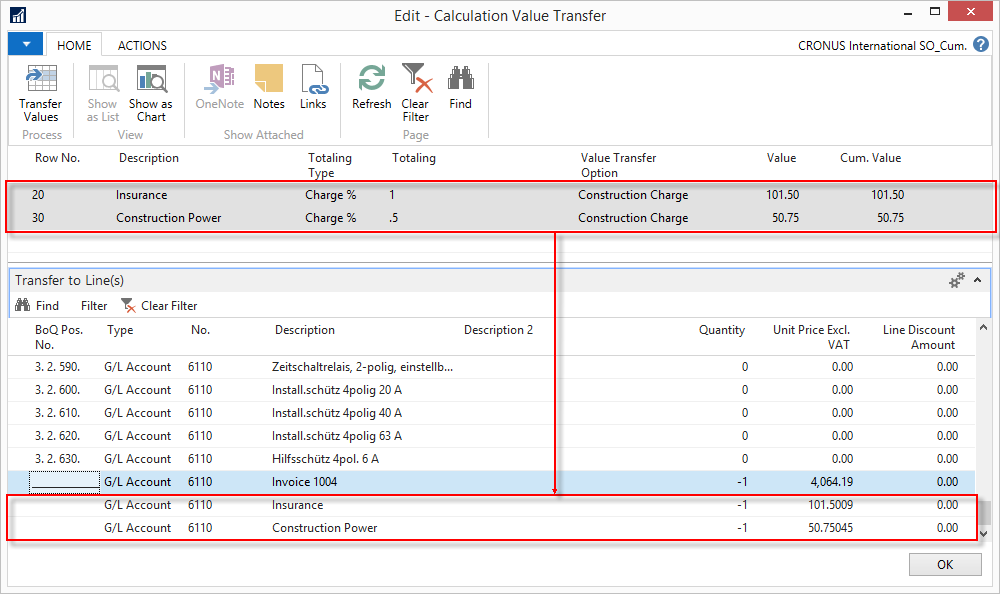 Edit - Calculation Value Transfer
HOME ACTIONS CRONUS International SO_Cum. ?
Transfer Values
Show as List
Show as Chart
OneNote
Notes
Links
Refresh
Clear Filter
Find
Process View Show Attached Page
Row No. Description Totaling Type Totaling Value Transfer Option Value Cum. Value
20 Insurance Charge % 1 Construction Charge 101.50 101.50
30 Construction Power Charge % .5 Construction Charge 50.75 50.75
Transfer to Line(s)
Find Filter Clear Filter
BoQ Pos. No. Type No. Description Description 2 Quantity Unit Price Excl. VAT Line Discount Amount
3. 2. 590. G/L Account 6110 Zeitschaltrelais, 2-polig, einstellb... 0 0.00 0.00
3. 2. 600. G/L Account 6110 Install.schütz 4polig 20 A 0 0.00 0.00
3. 2. 610. G/L Account 6110 Install.schütz 4polig 40 A 0 0.00 0.00
3. 2. 620. G/L Account 6110 Install.schütz 4polig 63 A 0 0.00 0.00
3. 2. 630. G/L Account 6110 Hilfsschütz 4pol. 6 A 0 0.00 0.00
G/L Account 6110 Invoice 1004 -1 4,064.19 0.00
G/L Account 6110 Insurance -1 101.5009 0.00
G/L Account 6110 Construction Power -1 50.75045 0.00
OK